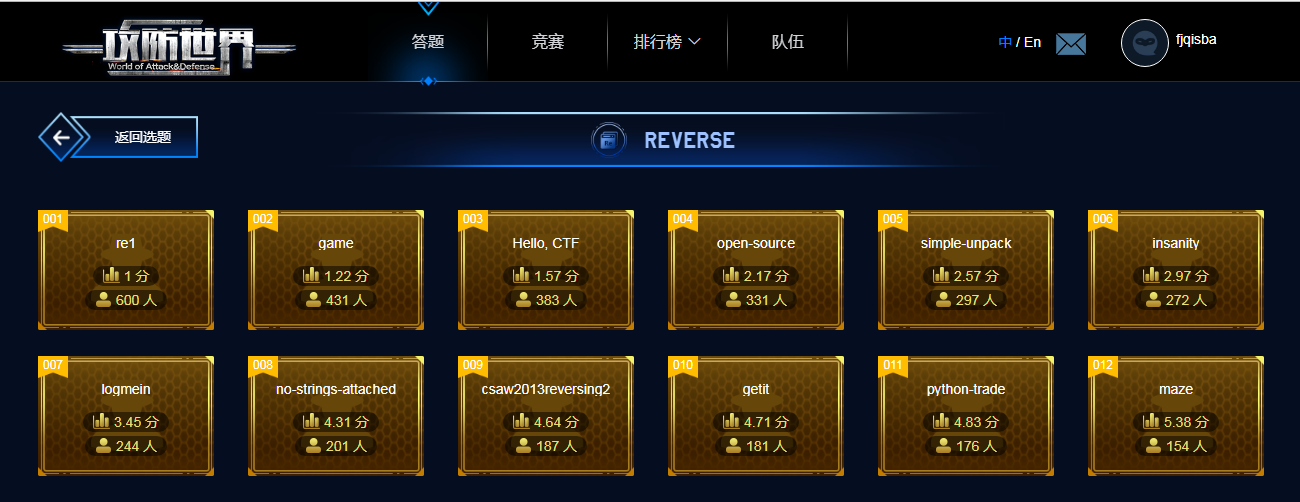 攻防世界
World of Attack&Defense
答题 竞赛 排行榜 队伍
中 / En
fjqisba
返回选题
REVERSE
001 002 003 004 005 006
re1 game Hello, CTF open-source simple-unpack insanity
1 分 1.22 分 1.57 分 2.17 分 2.57 分 2.97 分
600 人 431 人 383 人 331 人 297 人 272 人
007 008 009 010 011 012
logmein no-strings-attached csaw2013reversing2 getit python-trade maze
3.45 分 4.31 分 4.64 分 4.71 分 4.83 分 5.38 分
244 人 201 人 187 人 181 人 176 人 154 人